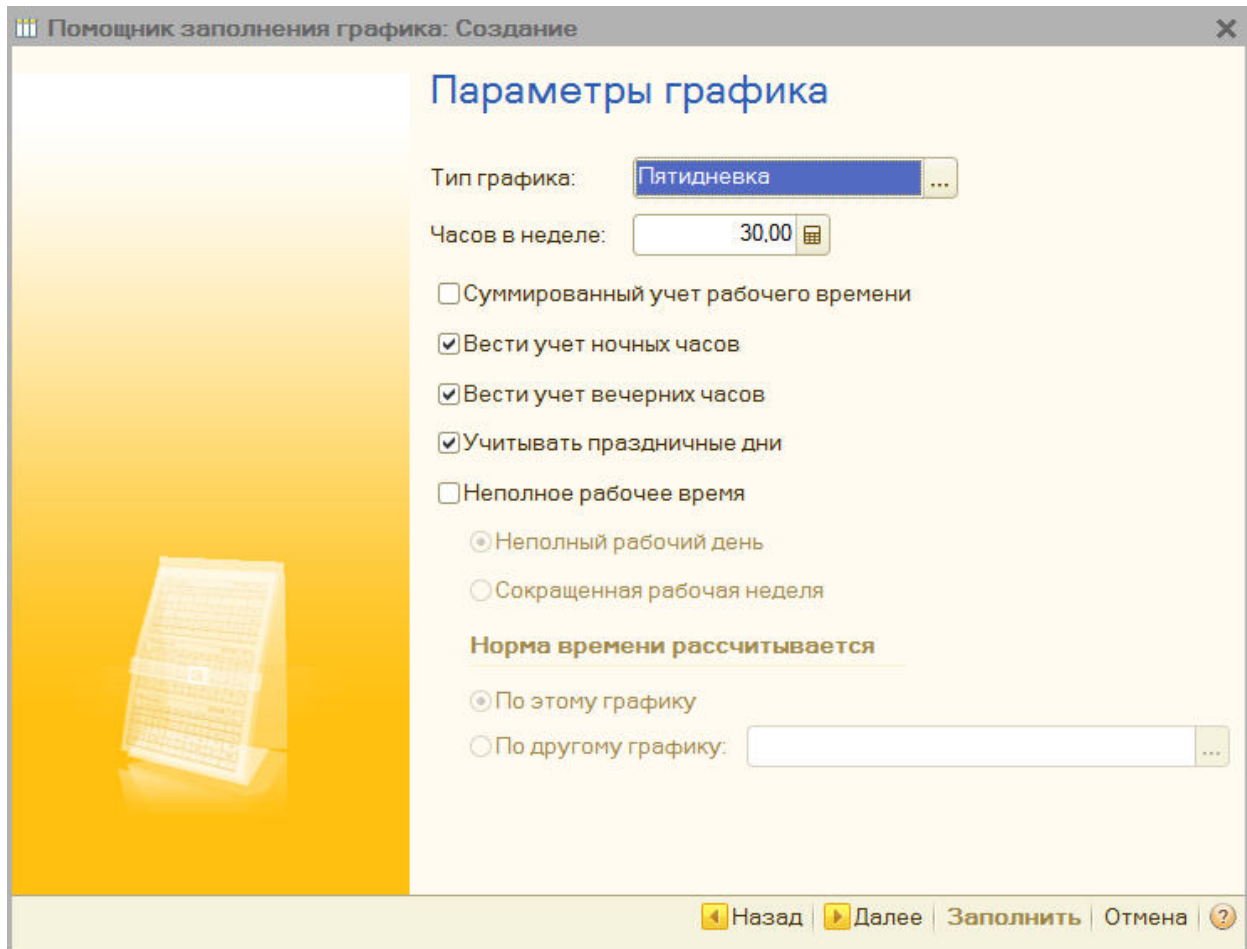 Помощник заполнения графика: Создание
Параметры графика
Тип графика: Пятидневка ...
Часов в неделе: 30,00
Суммированный учет рабочего времени
Вести учет ночных часов
Вести учет вечерних часов
Учитывать праздничные дни
Неполное рабочее время
Неполный рабочий день
Сокращенная рабочая неделя
Норма времени рассчитывается
По этому графику
По другому графику: ...
Назад Далее Заполнить Отмена ?